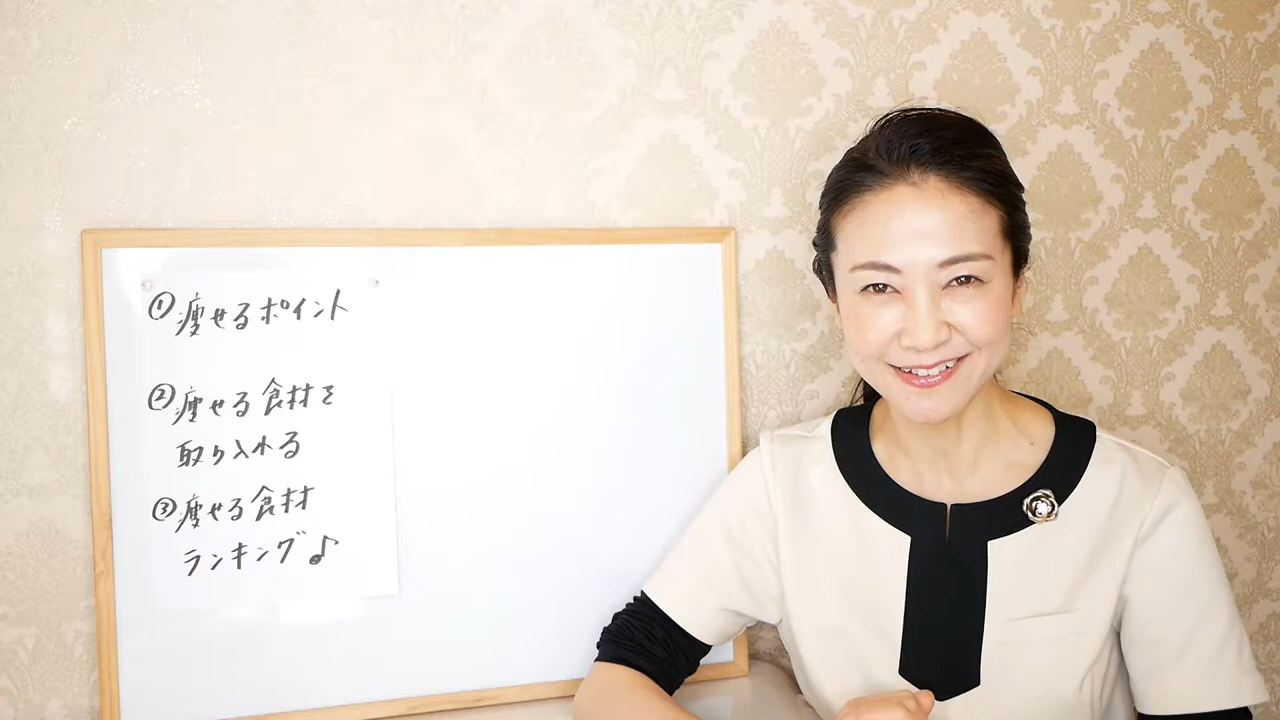 ①痩せるポイント
②痩せる食材を
取り入れる
③痩せる食材
ランキング♪